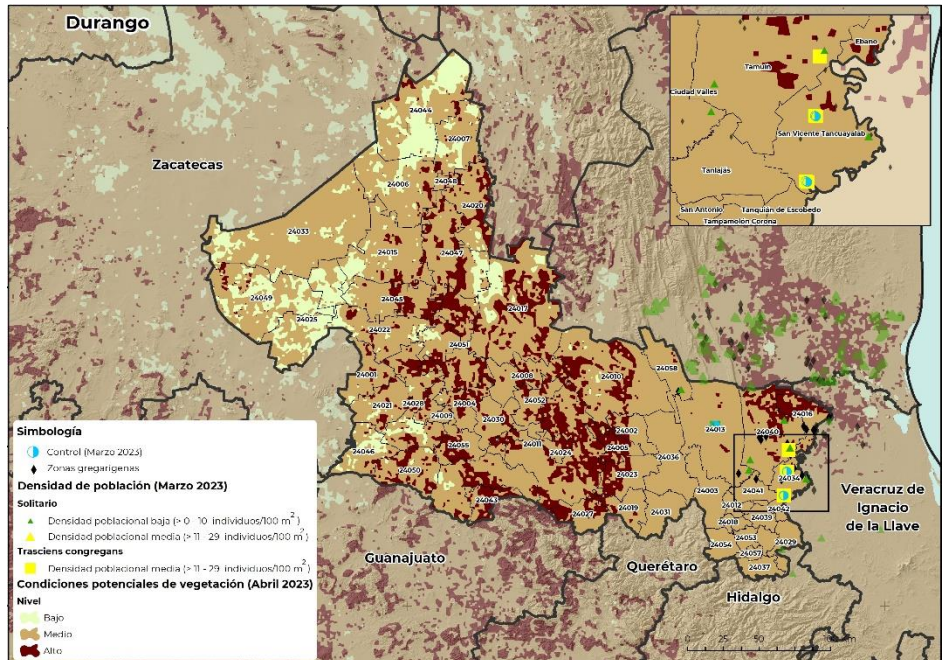 Durango
Zacatecas
Guanajuato
Querétaro
Hidalgo
Veracruz de
Ignacio
de la Llave
24044
24007
24006
24048
24020
24033
24015
24047
24049
24045
24017
24025
24022
24051
24058
24001
24008
24010
24021
24028
24004
24052
24016
24009
24030
24002
24013
24040
24055
24011
24005
24046
24024
24036
24050
24023
24034
24003
24041
24043
24019
24012
24042
24027
24031
24018
24039
24053
24054
24029
24057
24037
Ebano
Tamuín
Ciudad Valles
San Vicente Tancuayalab
Tanlajas
San Antonio
Tanquián de Escobedo
Tampamolón Corona
Simbología
Control (Marzo 2023)
Zonas gregarígenas
Densidad de población (Marzo 2023)
Solitario
Densidad poblacional baja (> 0 - 10 individuos/100 m²)
Densidad poblacional media (> 11 - 29 individuos/100 m²)
Trasciens congregans
Densidad poblacional media (> 11 - 29 individuos/100 m²)
Condiciones potenciales de vegetación (Abril 2023)
Nivel
Bajo
Medio
Alto
0 25 50